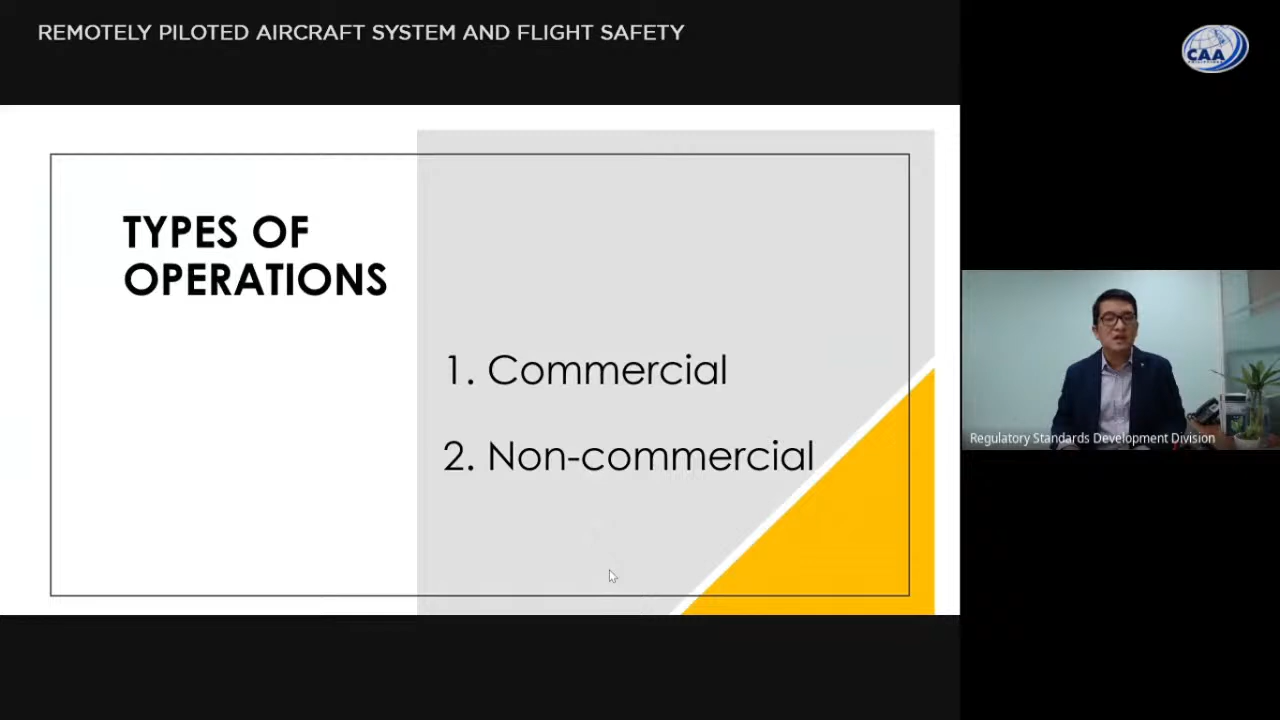 REMOTELY PILOTED AIRCRAFT SYSTEM AND FLIGHT SAFETY
CAA
TYPES OF
OPERATIONS
1. Commercial
2. Non-commercial
Regulatory Standards Development Division